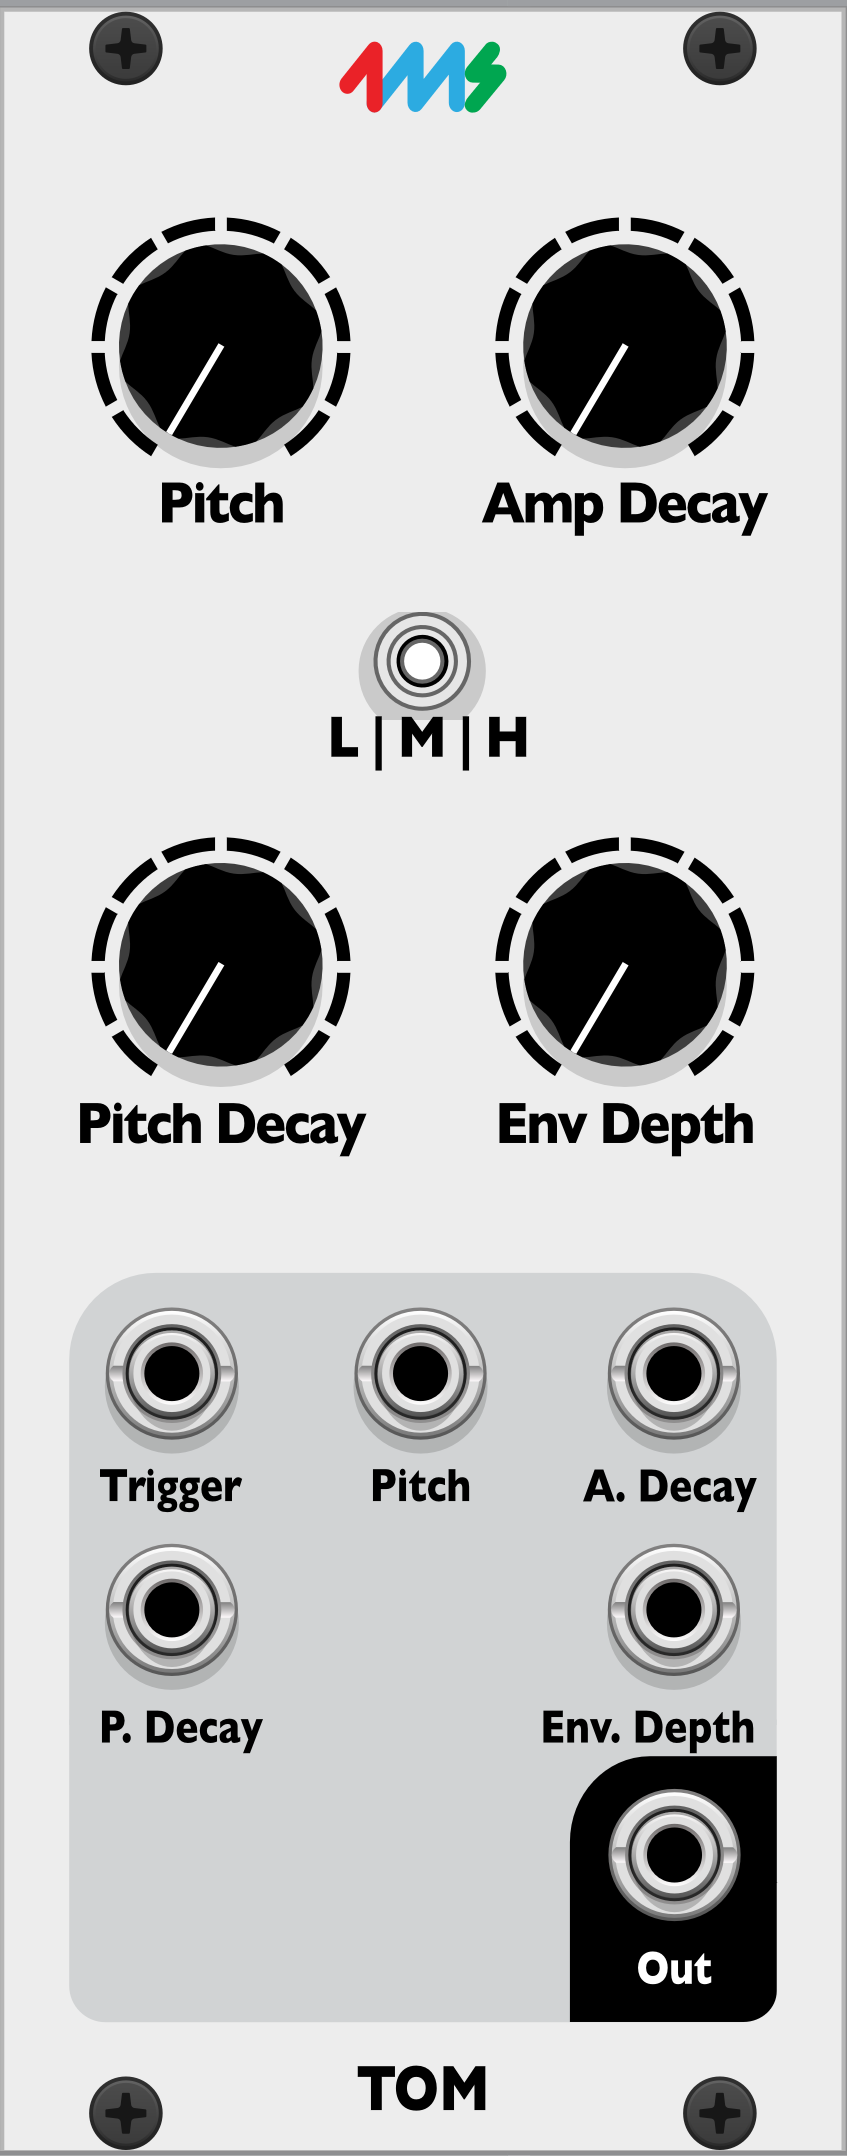 4ms
Pitch Amp Decay
L|M|H
Pitch Decay Env Depth
Trigger Pitch A. Decay
P. Decay Env. Depth
Out
TOM